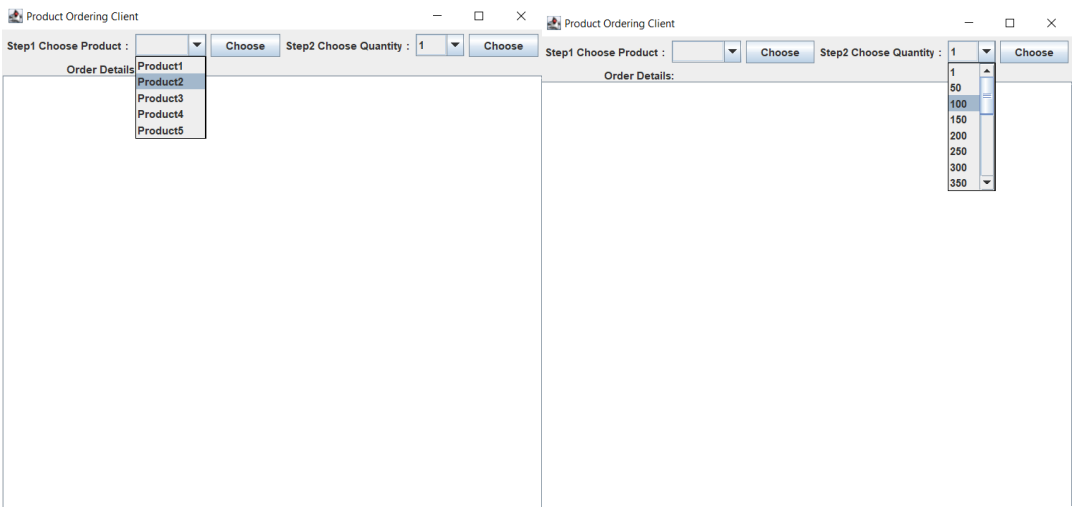 Product Ordering Client
Step1 Choose Product : Choose Step2 Choose Quantity : 1 Choose
Order Details
Product1
Product2
Product3
Product4
Product5
Product Ordering Client
Step1 Choose Product : Choose Step2 Choose Quantity : 1 Choose
Order Details:
1
50
100
150
200
250
300
350